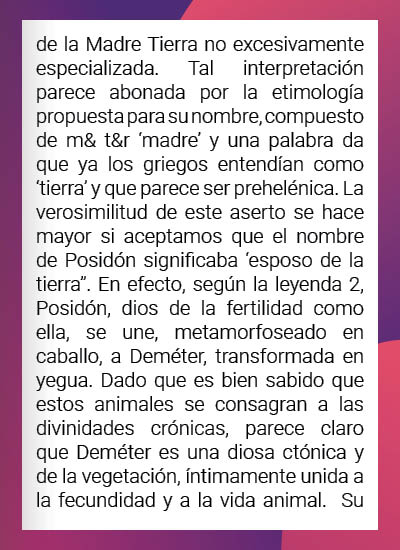 de la Madre Tierra no excesivamente
especializada. Tal interpretación
parece abonada por la etimología
propuesta para su nombre, compuesto
de m& t&r ‘madre’ y una palabra da
que ya los griegos entendían como
‘tierra’ y que parece ser prehelénica. La
verosimilitud de este aserto se hace
mayor si aceptamos que el nombre
de Posidón significaba ‘esposo de la
tierra”. En efecto, según la leyenda 2,
Posidón, dios de la fertilidad como
ella, se une, metamorfoseado en
caballo, a Deméter, transformada en
yegua. Dado que es bien sabido que
estos animales se consagran a las
divinidades crónicas, parece claro
que Deméter es una diosa ctónica y
de la vegetación, íntimamente unida a
la fecundidad y a la vida animal. Su